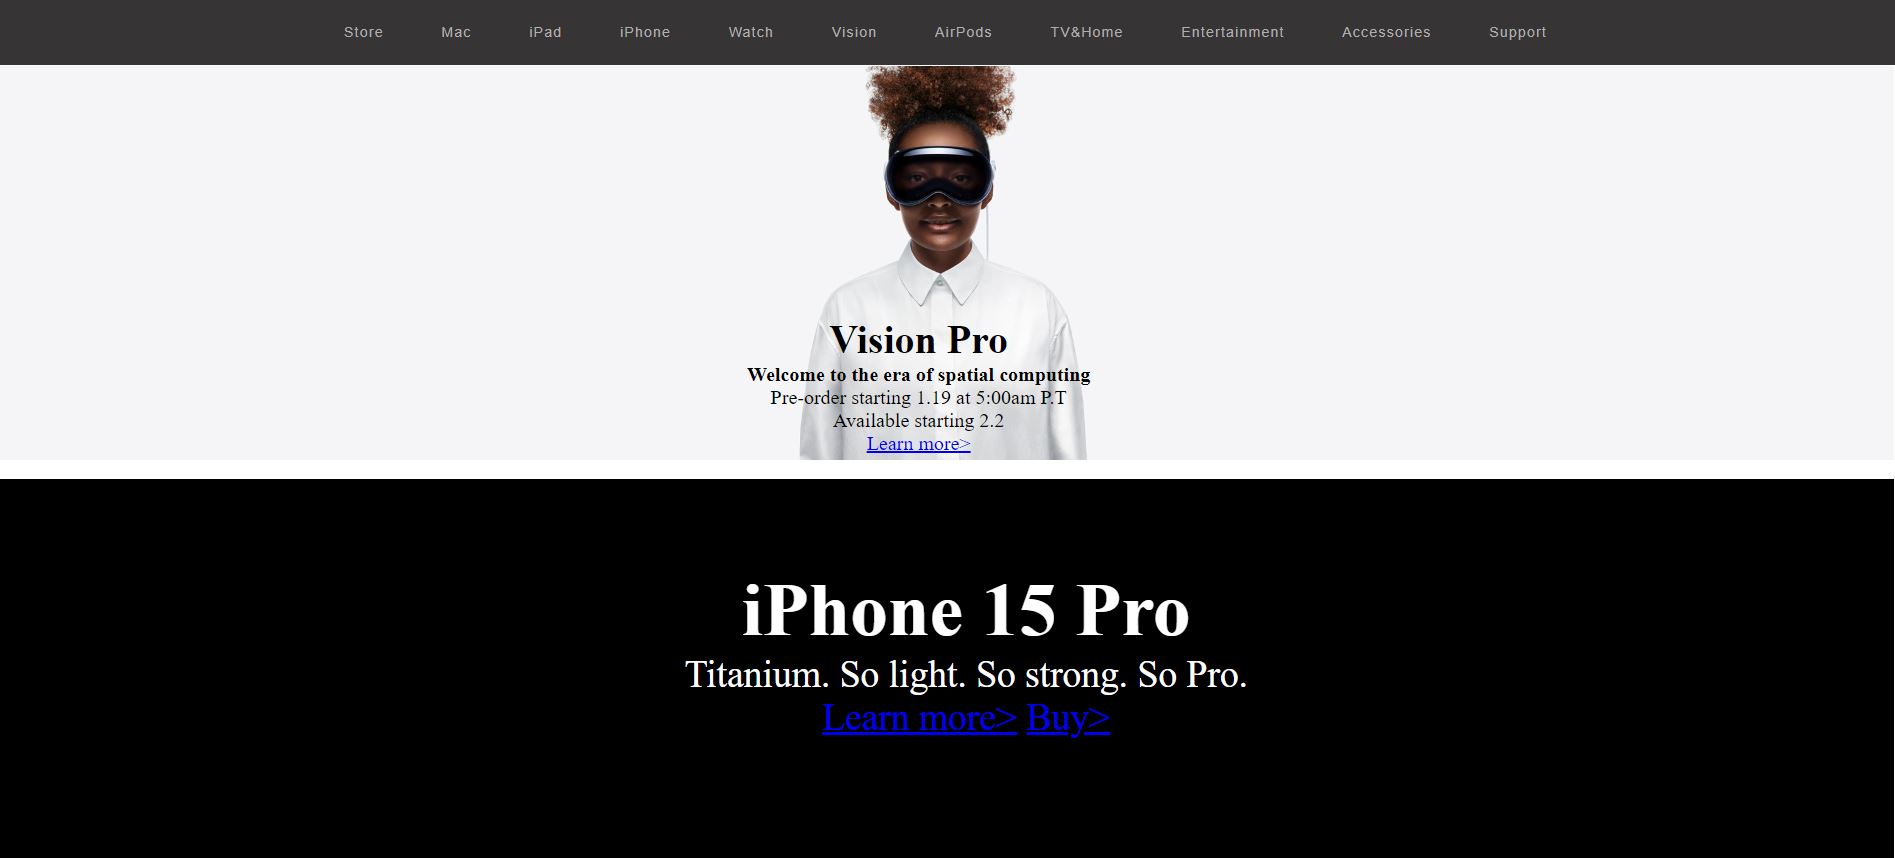 Store Mac iPad iPhone Watch Vision AirPods TV&Home Entertainment Accessories Support
Vision Pro
Welcome to the era of spatial computing
Pre-order starting 1.19 at 5:00am P.T
Available starting 2.2
Learn more>
iPhone 15 Pro
Titanium. So light. So strong. So Pro.
Learn more> Buy>